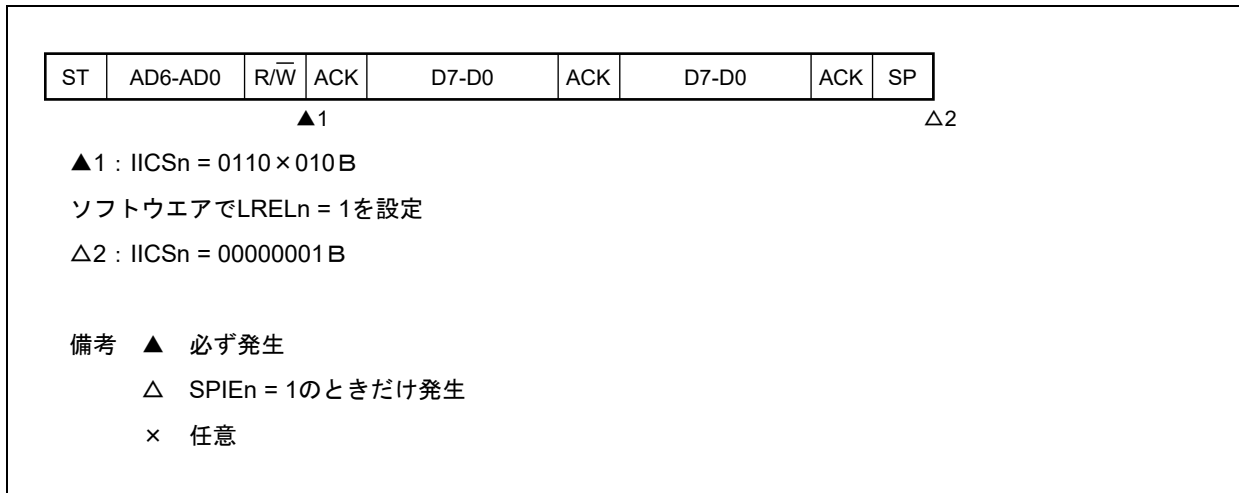 ST AD6-AD0 R/W̅ ACK D7-D0 ACK D7-D0 ACK SP
▲1 △2
▲1：IICSn = 0110×010B
ソフトウエアでLRELn = 1を設定
△2：IICSn = 00000001B
備考 ▲ 必ず発生
△ SPIEn = 1のときだけ発生
× 任意